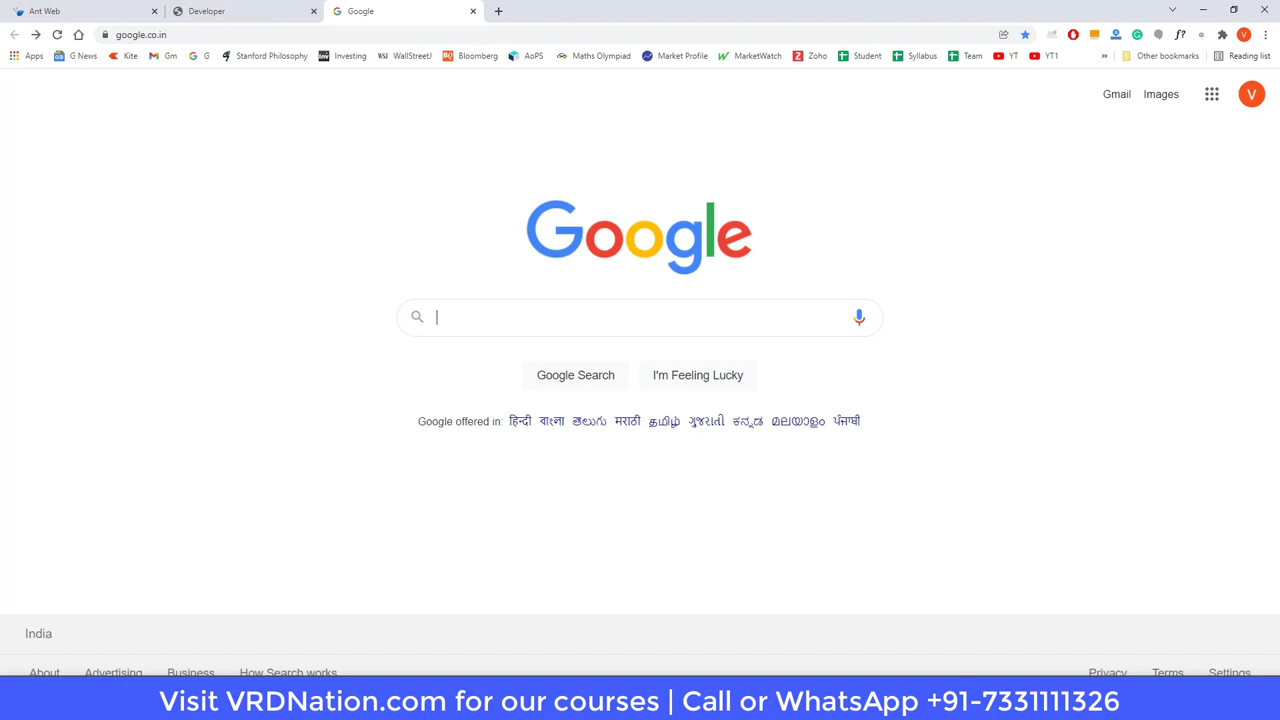 Ant Web
Developer
Google
google.co.in
Apps G News Kite Gm G Stanford Philosophy Investing WallStreetJ Bloomberg AoPS Maths Olympiad Market Profile MarketWatch Zoho Student Syllabus Team YT YT1 » Other bookmarks Reading list
Gmail Images V
Google
Google Search I'm Feeling Lucky
Google offered in: हिन्दी বাংলা తెలుగు मराठी தமிழ் ગુજરાતી ಕನ್ನಡ മലയാളം ਪੰਜਾਬੀ
India
About Advertising Business How Search works Privacy Terms Settings
Visit VRDNation.com for our courses | Call or WhatsApp +91-7331111326